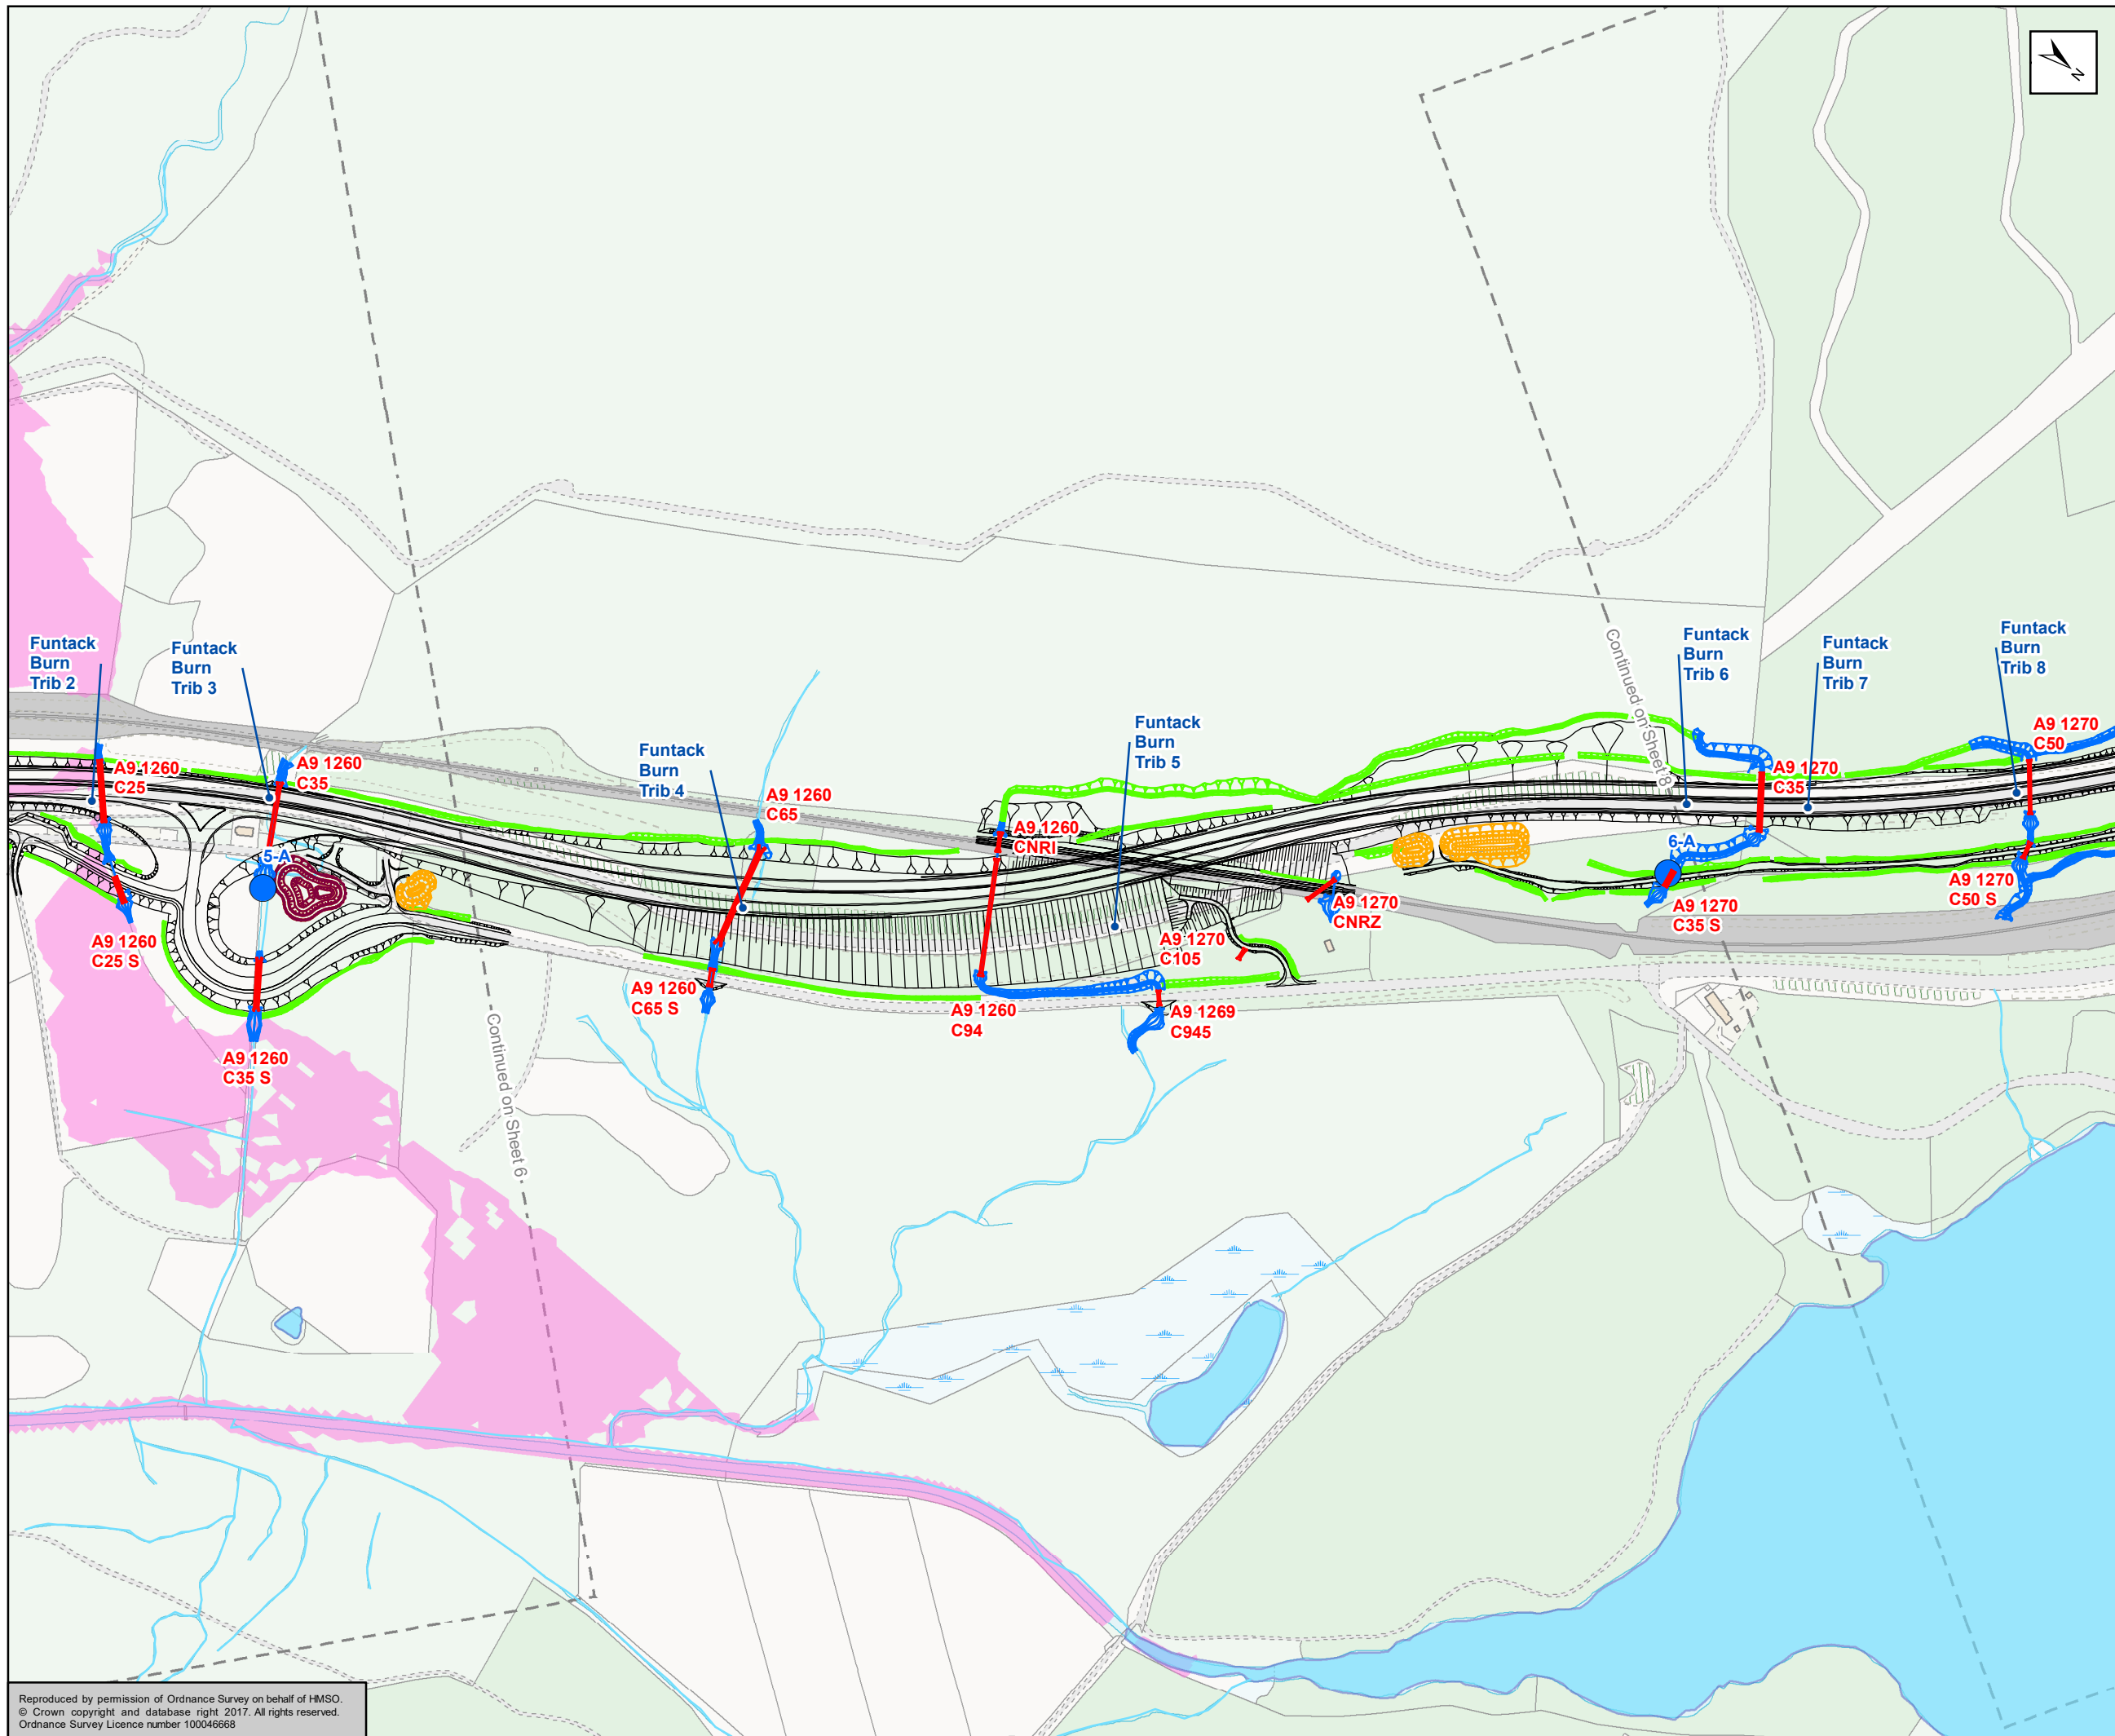 N
Continued on Sheet 8
Funtack
Burn
Trib 2
Funtack
Burn
Trib 3
Funtack
Burn
Trib 4
Funtack
Burn
Trib 5
Funtack
Burn
Trib 6
Funtack
Burn
Trib 7
Funtack
Burn
Trib 8
A9 1260
C25
A9 1260
C35
A9 1260
C65
A9 1260
CNRI
A9 1270
C35
A9 1270
C50
5-A
6-A
A9 1260
C25 S
A9 1260
C35 S
A9 1260
C65 S
A9 1260
C94
A9 1269
C945
A9 1270
C105
A9 1270
CNRZ
A9 1270
C35 S
A9 1270
C50 S
Continued on Sheet 6
Reproduced by permission of Ordnance Survey on behalf of HMSO.
© Crown copyright and database right 2017. All rights reserved.
Ordnance Survey Licence number 100046668